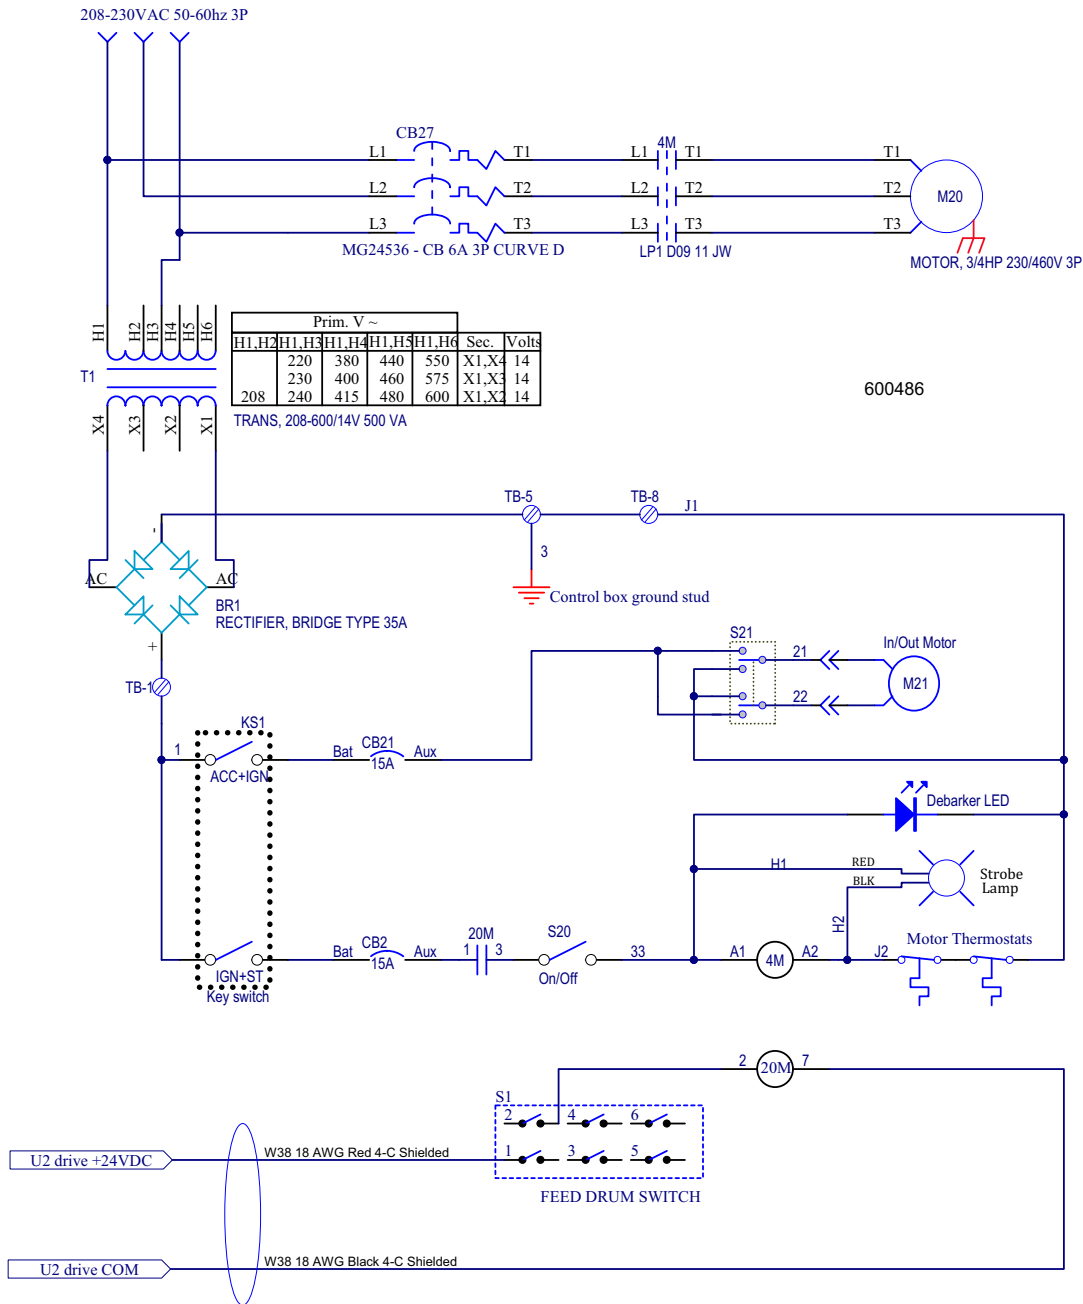 208-230VAC 50-60hz 3P
CB27
L1 T1 L1 4M T1 T1
L2 T2 L2 T2 T2 M20
L3 T3 L3 T3 T3
MG24536 - CB 6A 3P CURVE D
LP1 D09 11 JW
MOTOR, 3/4HP 230/460V 3P
H1 H2 H3 H4 H5 H6
T1
X4 X3 X2 X1
Prim. V ~
H1,H2 H1,H3 H1,H4 H1,H5 H1,H6 Sec. Volts
220 380 440 550 X1,X4 14
230 400 460 575 X1,X3 14
208 240 415 480 600 X1,X2 14
TRANS, 208-600/14V 500 VA
600486
TB-5 TB-8 J1
3
Control box ground stud
-
AC AC
+
BR1
RECTIFIER, BRIDGE TYPE 35A
TB-1
S21
21
22
In/Out Motor
M21
KS1
1
ACC+IGN
Bat CB21 Aux
15A
Debarker LED
H1 RED
BLK
Strobe
Lamp
H2
IGN+ST
Key switch
Bat CB2 Aux
15A
20M
1 3
S20
On/Off
33
A1 4M A2
J2
Motor Thermostats
2 20M 7
S1
2 4 6
1 3 5
FEED DRUM SWITCH
U2 drive +24VDC
W38 18 AWG Red 4-C Shielded
U2 drive COM
W38 18 AWG Black 4-C Shielded